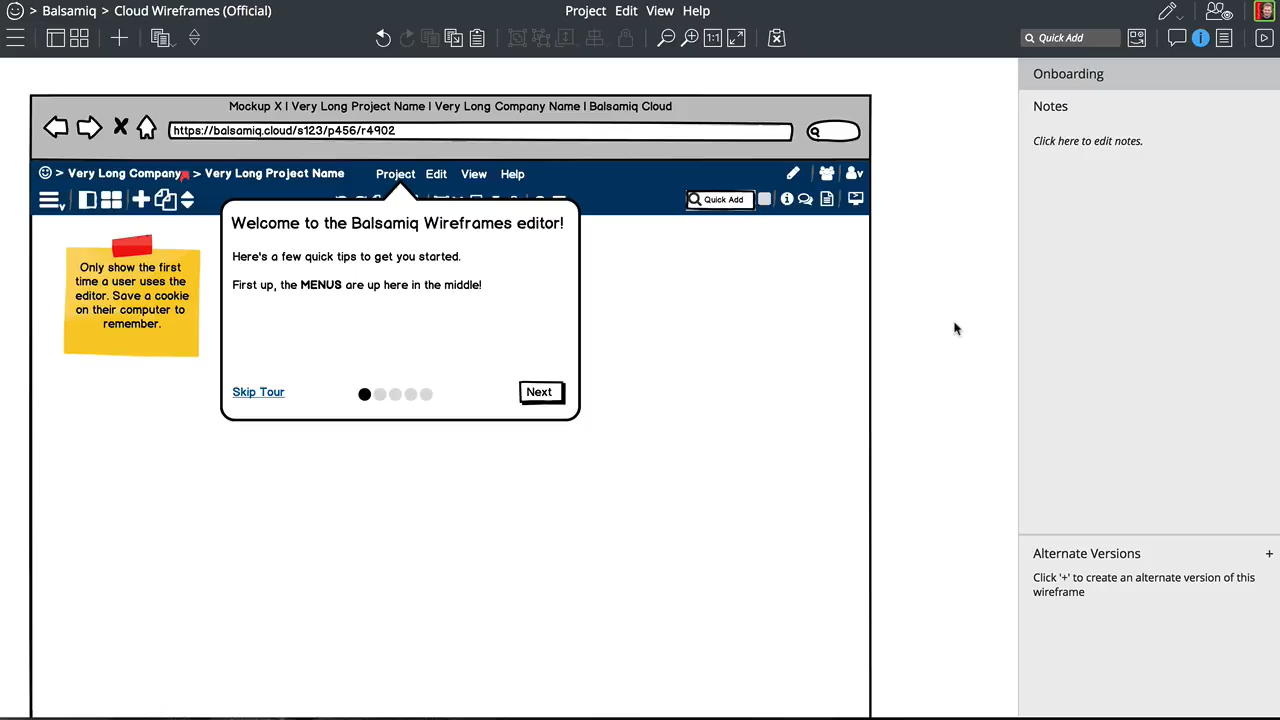 > Balsamiq > Cloud Wireframes (Official)
Project Edit View Help
1:1
Quick Add
Onboarding
Notes
Click here to edit notes.
Mockup X | Very Long Project Name | Very Long Company Name | Balsamiq Cloud
https://balsamiq.cloud/s123/p456/r4902
> Very Long Company > Very Long Project Name
Project Edit View Help
Quick Add
Welcome to the Balsamiq Wireframes editor!
Here's a few quick tips to get you started.
First up, the MENUS are up here in the middle!
Skip Tour
Next
Only show the first
time a user uses the
editor. Save a cookie
on their computer to
remember.
Alternate Versions +
Click '+' to create an alternate version of this
wireframe